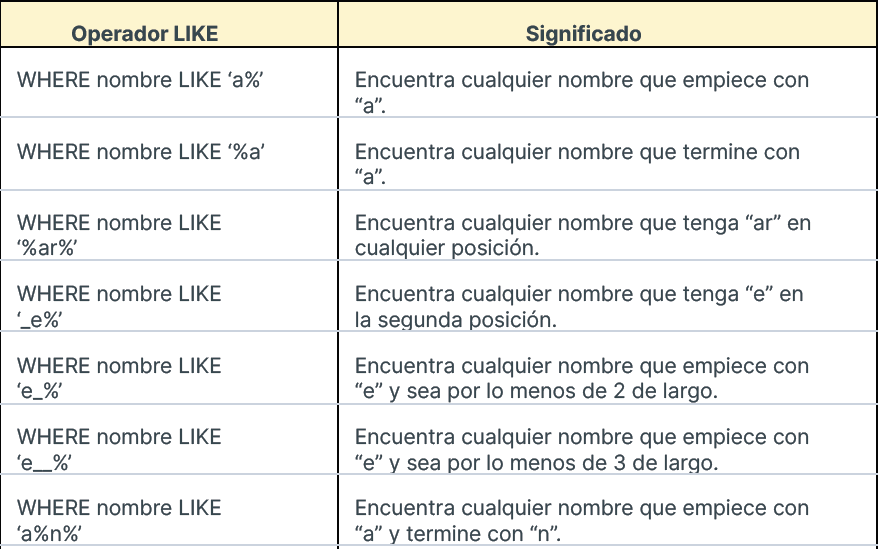 Operador LIKE
Significado
WHERE nombre LIKE ‘a%’
Encuentra cualquier nombre que empiece con
“a”.
WHERE nombre LIKE ‘%a’
Encuentra cualquier nombre que termine con
“a”.
WHERE nombre LIKE
‘%ar%’
Encuentra cualquier nombre que tenga “ar” en
cualquier posición.
WHERE nombre LIKE
‘_e%’
Encuentra cualquier nombre que tenga “e” en
la segunda posición.
WHERE nombre LIKE
‘e_%’
Encuentra cualquier nombre que empiece con
“e” y sea por lo menos de 2 de largo.
WHERE nombre LIKE
‘e__%’
Encuentra cualquier nombre que empiece con
“e” y sea por lo menos de 3 de largo.
WHERE nombre LIKE
‘a%n%’
Encuentra cualquier nombre que empiece con
“a” y termine con “n”.